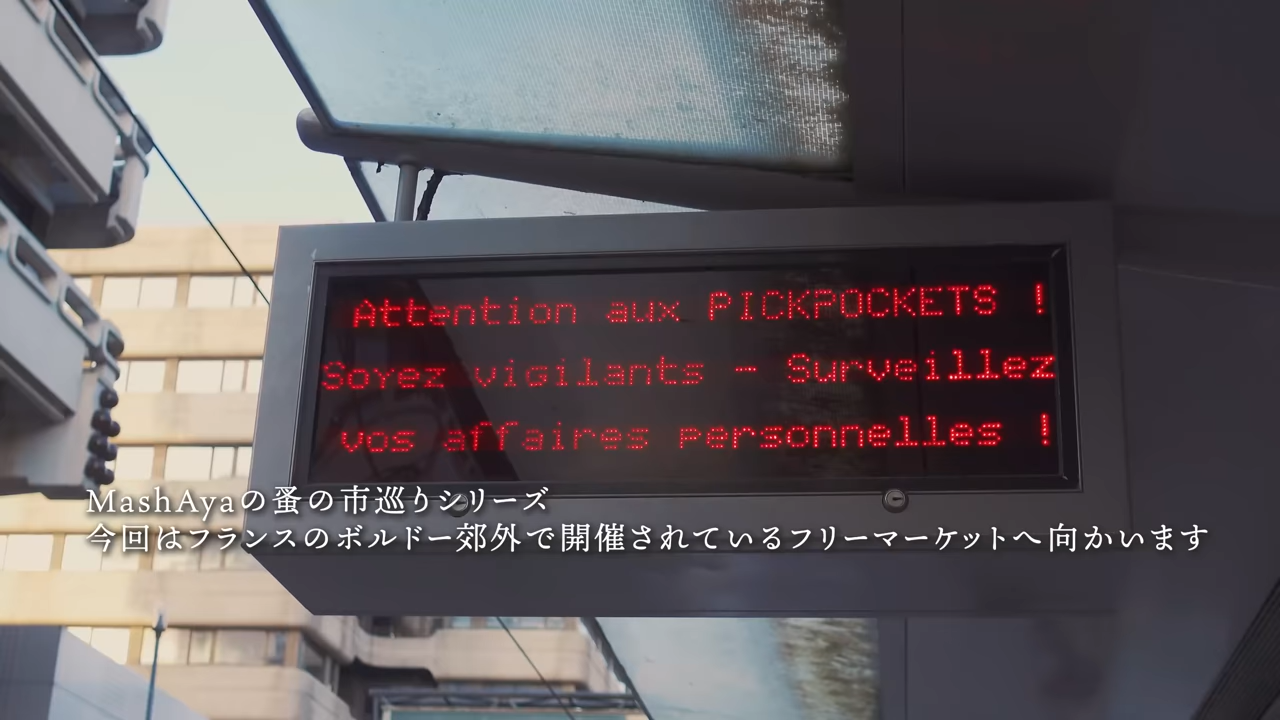 Attention aux PICKPOCKETS !
Soyez vigilants - Surveillez
vos affaires personnelles !
MashAyaの蚤の市巡りシリーズ
今回はフランスのボルドー郊外で開催されているフリーマーケットへ向かいます